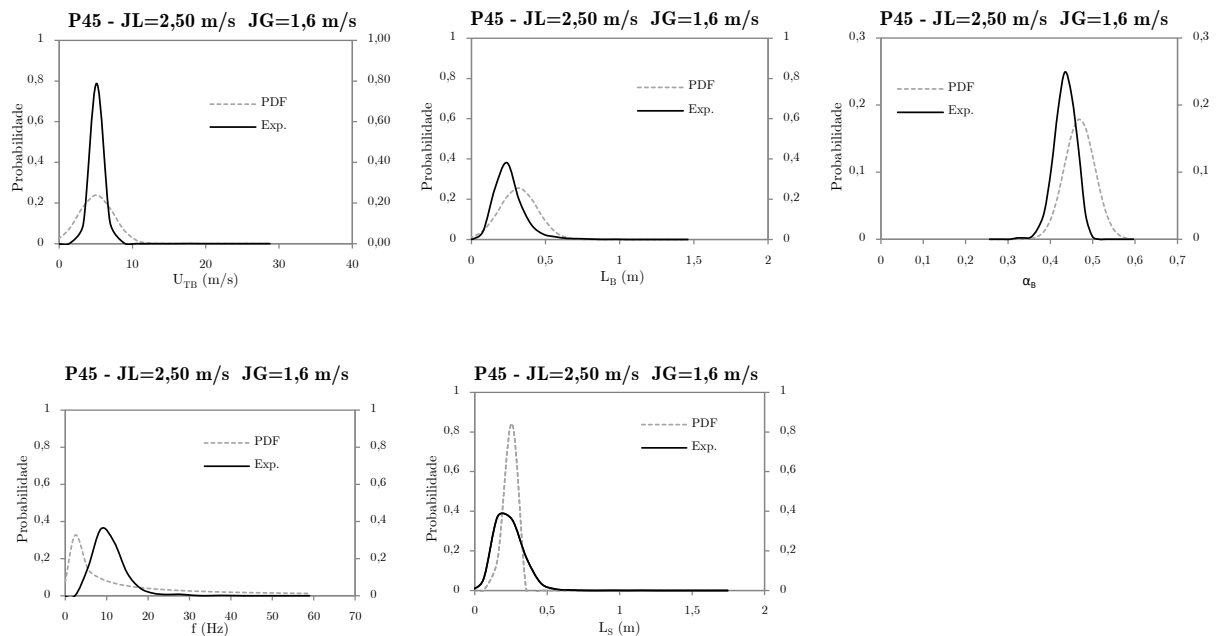 P45 - JL=2,50 m/s JG=1,6 m/s
1 1,00
0,8 0,80
0,6 0,60
0,4 0,40
0,2 0,20
0 0,00
0 10 20 30 40
Probabilidade
U_TB (m/s)
PDF
Exp.
P45 - JL=2,50 m/s JG=1,6 m/s
1 1
0,8 0,8
0,6 0,6
0,4 0,4
0,2 0,2
0 0
0 0,5 1 1,5 2
Probabilidade
L_B (m)
PDF
Exp.
P45 - JL=2,50 m/s JG=1,6 m/s
0,3 0,3
0,2 0,2
0,1 0,1
0 0
0 0,1 0,2 0,3 0,4 0,5 0,6 0,7
Probabilidade
α_B
PDF
Exp.
P45 - JL=2,50 m/s JG=1,6 m/s
1 1
0,8 0,8
0,6 0,6
0,4 0,4
0,2 0,2
0 0
0 10 20 30 40 50 60 70
Probabilidade
f (Hz)
PDF
Exp.
P45 - JL=2,50 m/s JG=1,6 m/s
1 1
0,8 0,8
0,6 0,6
0,4 0,4
0,2 0,2
0 0
0 0,5 1 1,5 2
Probabilidade
L_S (m)
PDF
Exp.